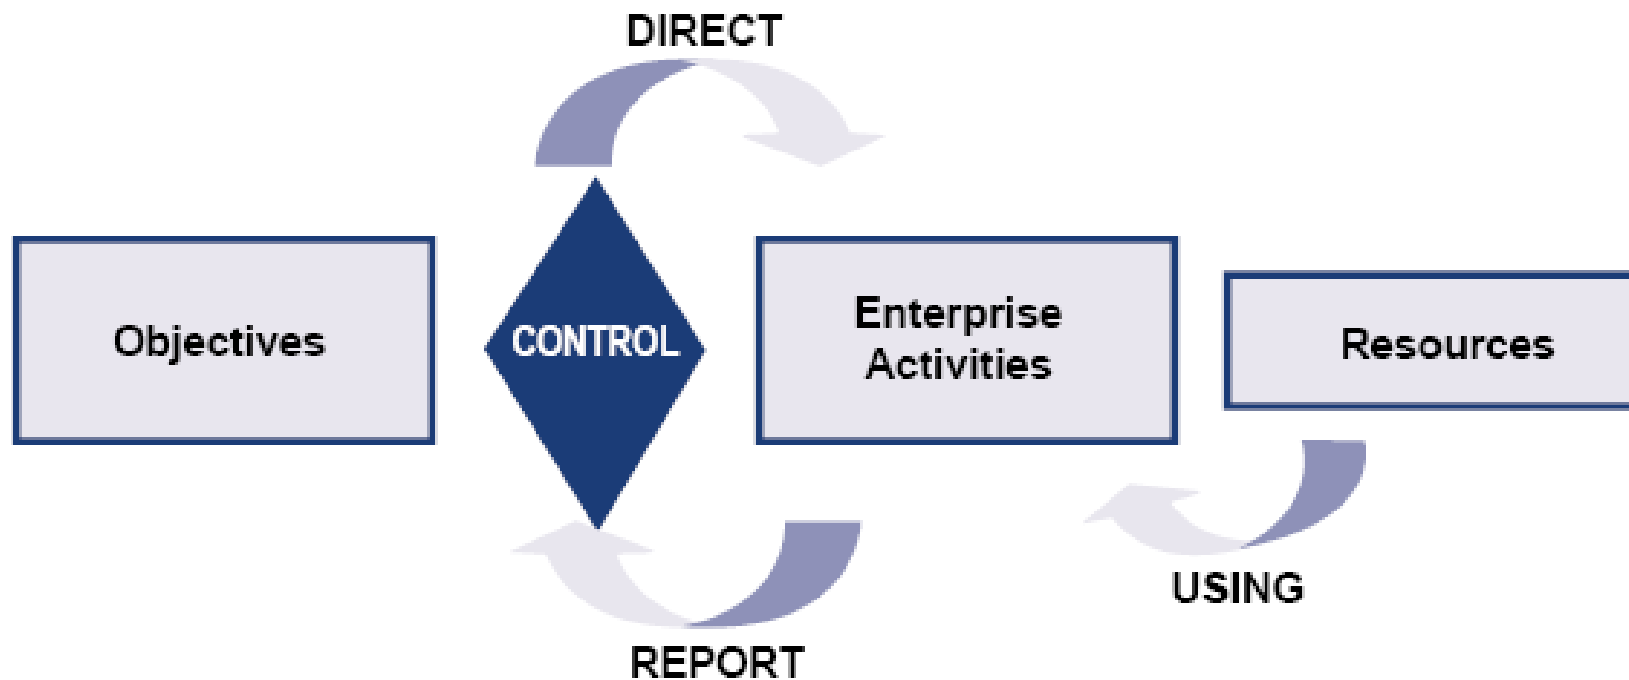 DIRECT
Objectives
CONTROL
Enterprise
Activities
Resources
USING
REPORT